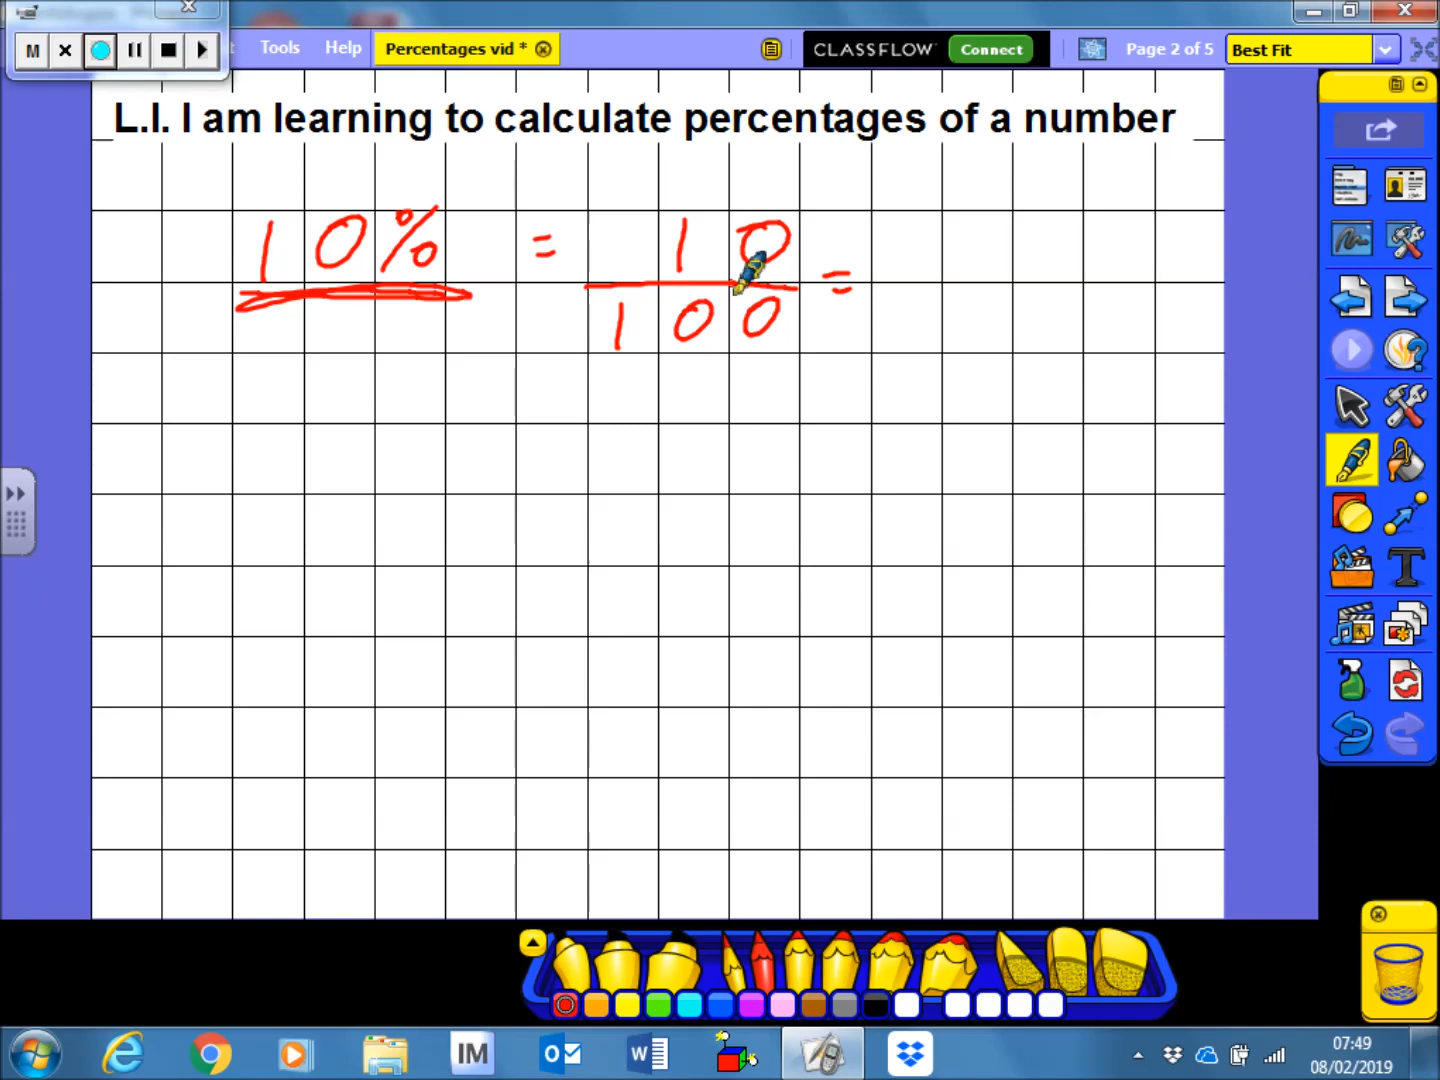 M
t Tools Help Percentages vid * CLASSFLOW Connect Page 2 of 5 Best Fit
L.I. I am learning to calculate percentages of a number
10% = 10/100 =
T
IM
07:49
08/02/2019